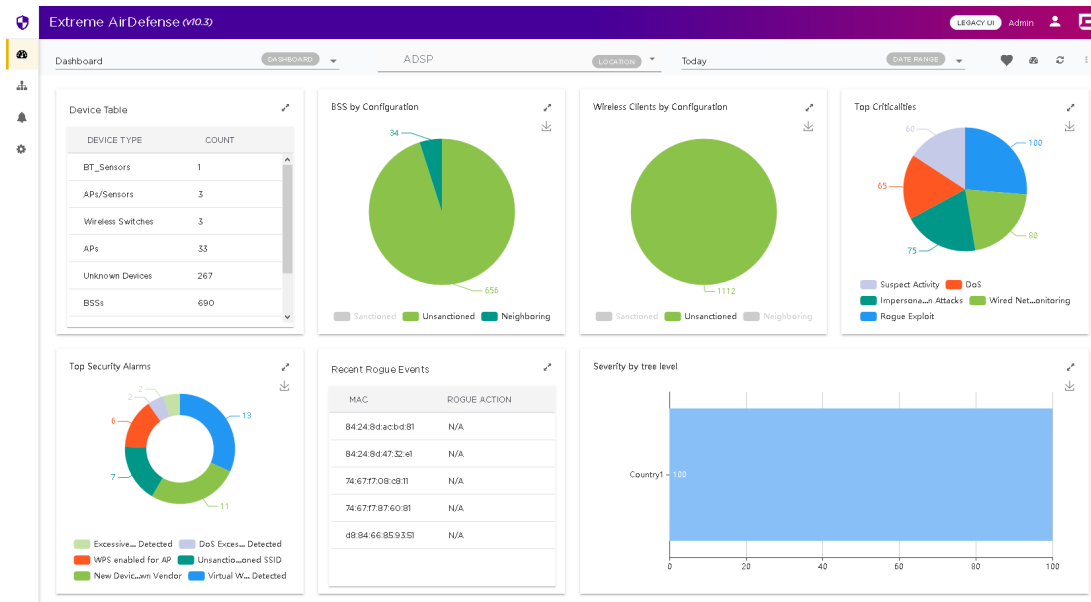 Extreme AirDefense (v10.3)
LEGACY UI Admin
Dashboard DASHBOARD
ADSP LOCATION
Today DATE RANGE
Device Table
DEVICE TYPE COUNT
BT_Sensors 1
APs/Sensors 3
Wireless Switches 3
APs 33
Unknown Devices 267
BSSs 690
BSS by Configuration
34
656
Sanctioned Unsanctioned Neighboring
Wireless Clients by Configuration
1112
Sanctioned Unsanctioned Neighboring
Top Criticalities
60
100
65
80
75
Suspect Activity DoS
Impersona...n Attacks Wired Net...onitoring
Rogue Exploit
Top Security Alarms
2
2
13
6
7
11
Excessive... Detected DoS Exces... Detected
WPS enabled for AP Unsanctio...oned SSID
New Devic...wn Vendor Virtual W... Detected
Recent Rogue Events
MAC ROGUE ACTION
84:24:8d:ac:bd:81 N/A
84:24:8d:47:32:e1 N/A
74:67:f7:08:c8:11 N/A
74:67:f7:87:60:81 N/A
d8:84:66:85:93:51 N/A
Severity by tree level
Country1 100
0 20 40 60 80 100